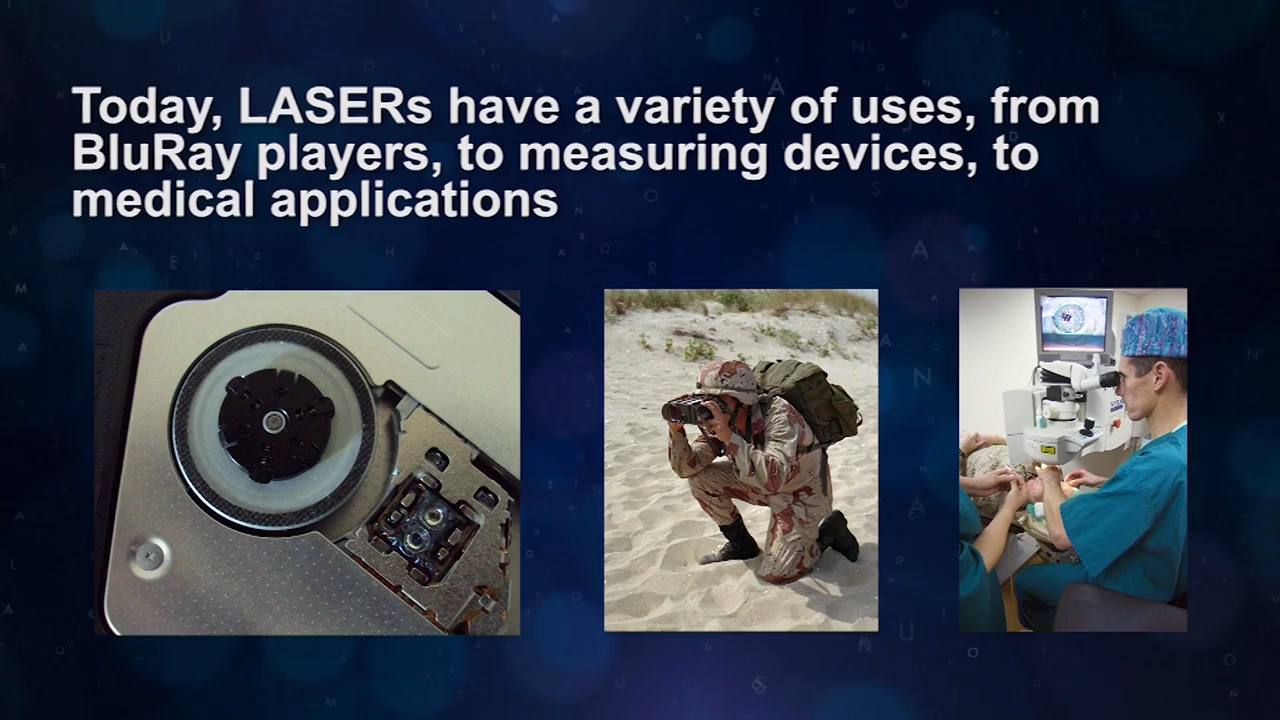 Today, LASERs have a variety of uses, from
BluRay players, to measuring devices, to
medical applications